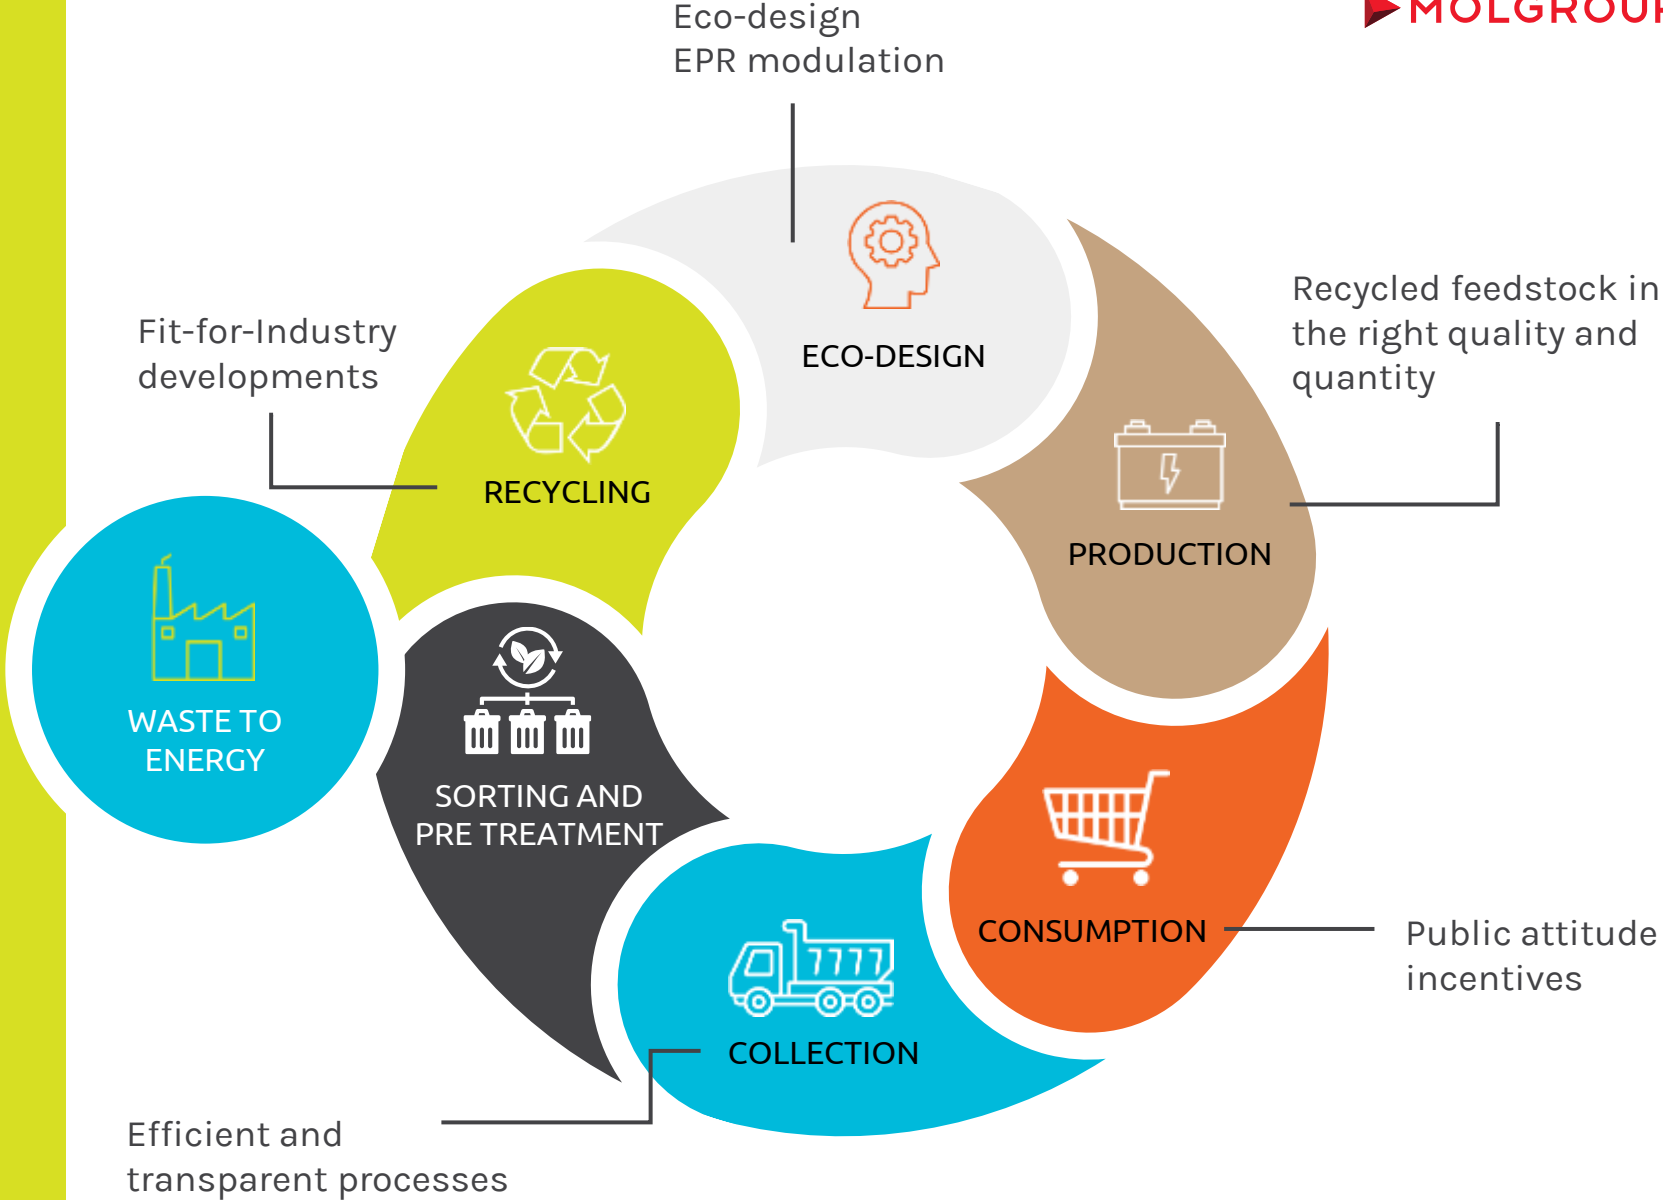 Eco-design
EPR modulation
MOLGROUP
ECO-DESIGN
Recycled feedstock in
the right quality and
quantity
Fit-for-Industry
developments
RECYCLING
PRODUCTION
WASTE TO
ENERGY
SORTING AND
PRE TREATMENT
CONSUMPTION
Public attitude
incentives
COLLECTION
Efficient and
transparent processes